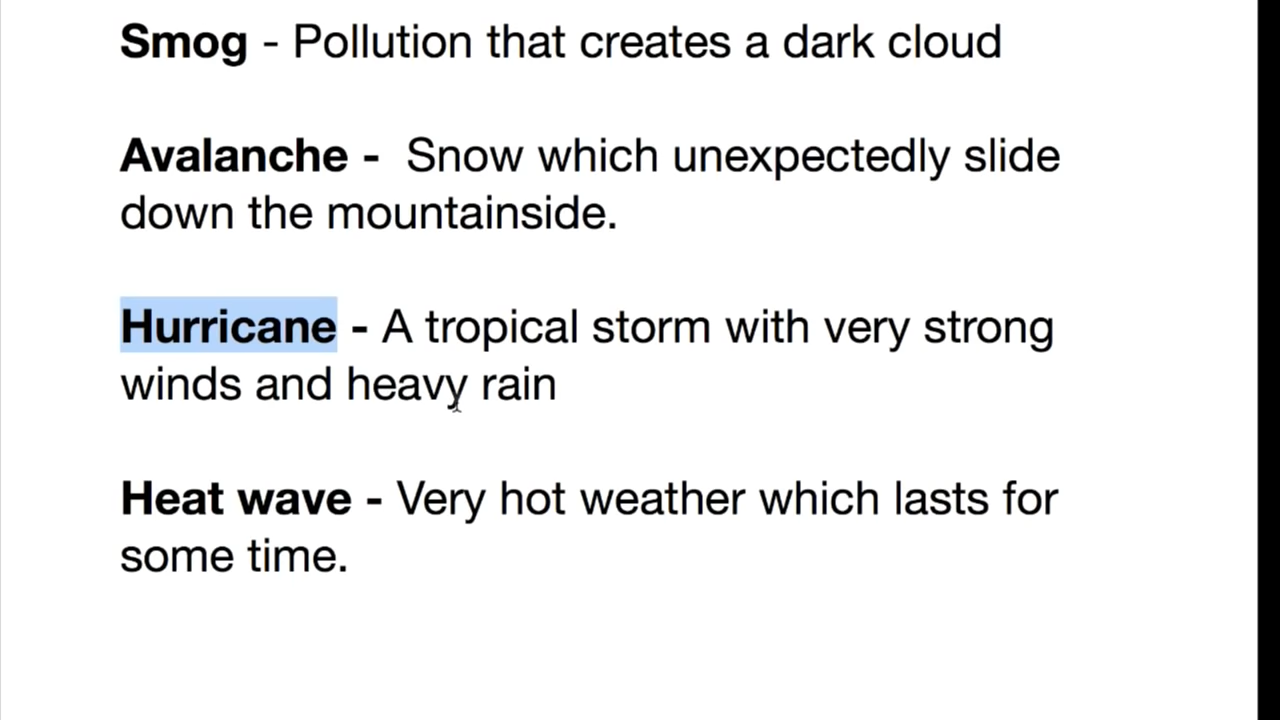 Smog - Pollution that creates a dark cloud
Avalanche -  Snow which unexpectedly slide
down the mountainside.
Hurricane - A tropical storm with very strong
winds and heavy rain
Heat wave - Very hot weather which lasts for
some time.